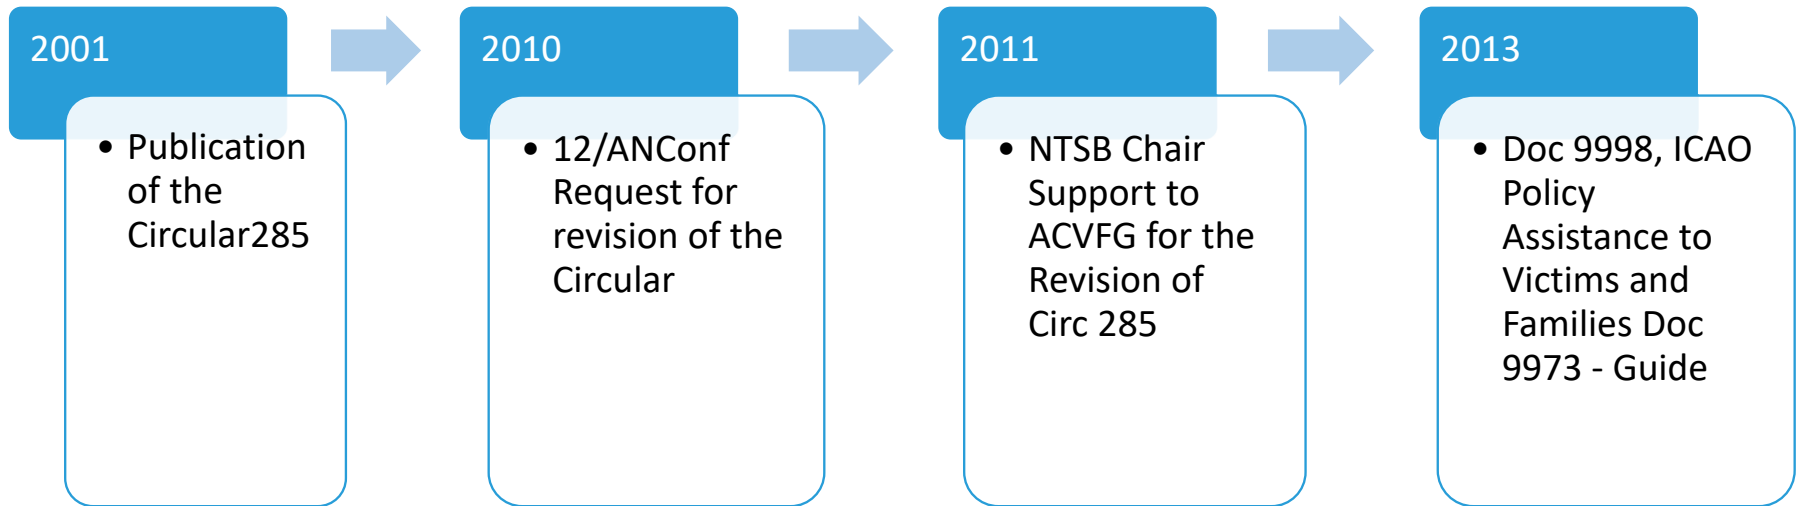 2001
• Publication
of the
Circular285
2010
• 12/ANConf
Request for
revision of the
Circular
2011
• NTSB Chair
Support to
ACVFG for the
Revision of
Circ 285
2013
• Doc 9998, ICAO
Policy
Assistance to
Victims and
Families Doc
9973 - Guide